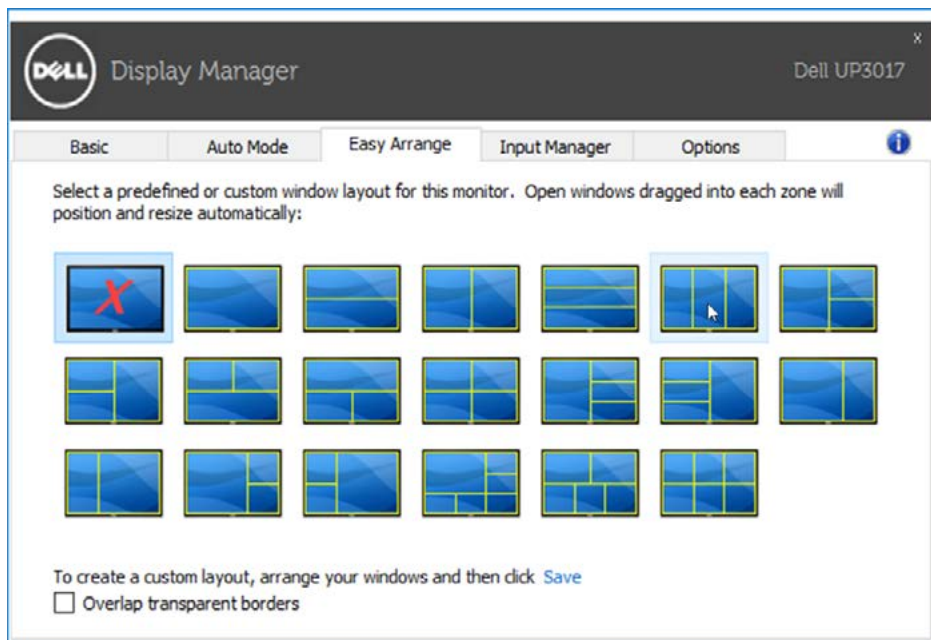 x
DELL Display Manager
Dell UP3017
Basic Auto Mode Easy Arrange Input Manager Options i
Select a predefined or custom window layout for this monitor. Open windows dragged into each zone will
position and resize automatically:
X
To create a custom layout, arrange your windows and then click Save
Overlap transparent borders